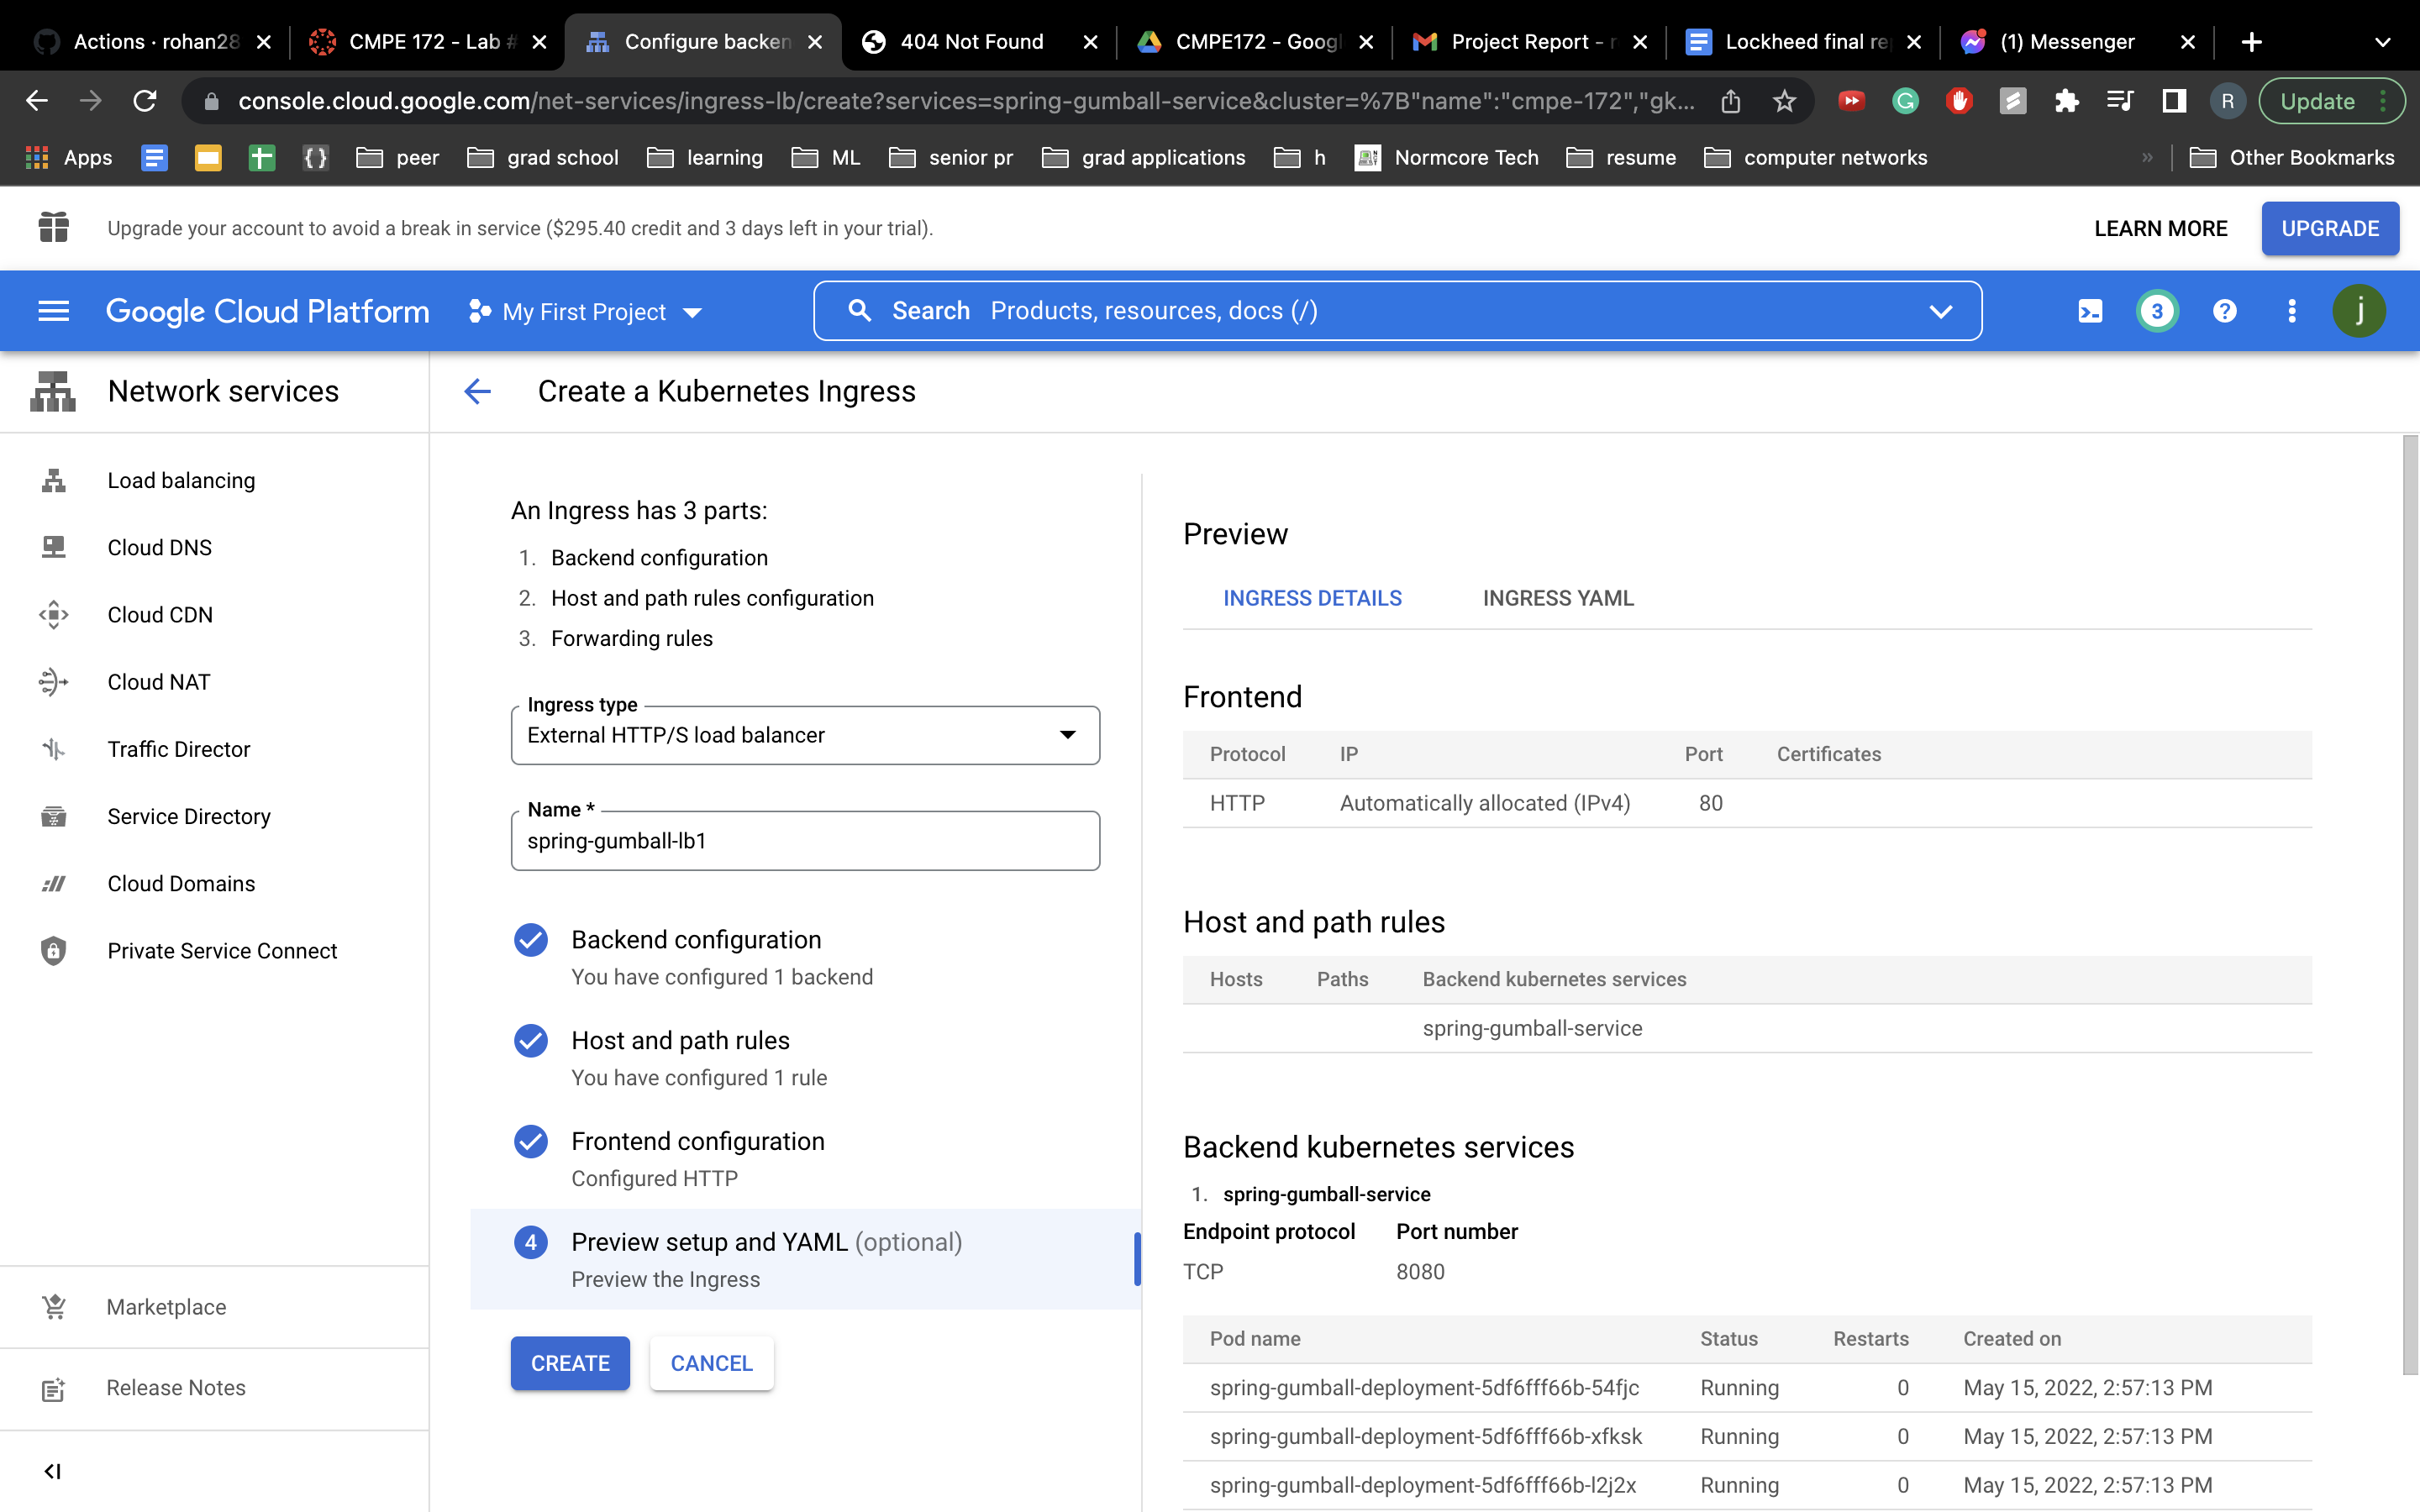 Actions · rohan28
CMPE 172 - Lab #
Configure backen
404 Not Found
CMPE172 - Googl
Project Report - r
Lockheed final re
(1) Messenger
console.cloud.google.com/net-services/ingress-lb/create?services=spring-gumball-service&cluster=%7B"name":"cmpe-172","gk...
R
Update
Apps
{ }
peer
grad school
learning
ML
senior pr
grad applications
h
Normcore Tech
resume
computer networks
»
Other Bookmarks
Upgrade your account to avoid a break in service ($295.40 credit and 3 days left in your trial).
LEARN MORE
UPGRADE
Google Cloud Platform
My First Project
Search Products, resources, docs (/)
3
?
j
Network services
Create a Kubernetes Ingress
Load balancing
Cloud DNS
Cloud CDN
Cloud NAT
Traffic Director
Service Directory
Cloud Domains
Private Service Connect
Marketplace
Release Notes
An Ingress has 3 parts:
1. Backend configuration
2. Host and path rules configuration
3. Forwarding rules
Ingress type
External HTTP/S load balancer
Name *
spring-gumball-lb1
Backend configuration
You have configured 1 backend
Host and path rules
You have configured 1 rule
Frontend configuration
Configured HTTP
4 Preview setup and YAML (optional)
Preview the Ingress
CREATE
CANCEL
Preview
INGRESS DETAILS
INGRESS YAML
Frontend
Protocol IP Port Certificates
HTTP Automatically allocated (IPv4) 80
Host and path rules
Hosts Paths Backend kubernetes services
spring-gumball-service
Backend kubernetes services
1. spring-gumball-service
Endpoint protocol Port number
TCP 8080
Pod name Status Restarts Created on
spring-gumball-deployment-5df6fff66b-54fjc Running 0 May 15, 2022, 2:57:13 PM
spring-gumball-deployment-5df6fff66b-xfksk Running 0 May 15, 2022, 2:57:13 PM
spring-gumball-deployment-5df6fff66b-l2j2x Running 0 May 15, 2022, 2:57:13 PM